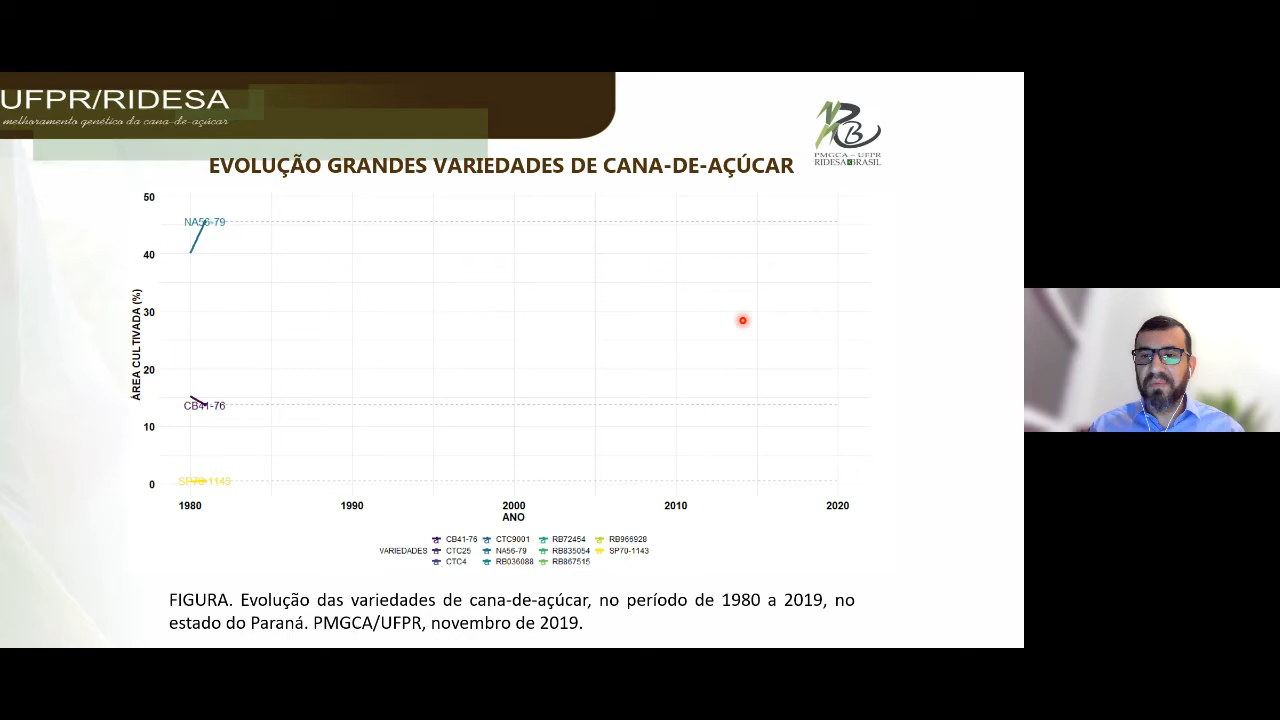 UFPR/RIDESA
melhoramento genético da cana-de-açúcar
PMGCA – UFPR
RIDESA BRASIL
EVOLUÇÃO GRANDES VARIEDADES DE CANA-DE-AÇÚCAR
50
40
30
20
10
0
ÁREA CULTIVADA (%)
NA56-79
CB41-76
SP70-1143
1980 1990 2000 2010 2020
ANO
CB41-76 CTC9001 RB72454 RB966928
VARIEDADES CTC25 NA56-79 RB835054 SP70-1143
CTC4 RB036088 RB867515
FIGURA. Evolução das variedades de cana-de-açúcar, no período de 1980 a 2019, no
estado do Paraná. PMGCA/UFPR, novembro de 2019.